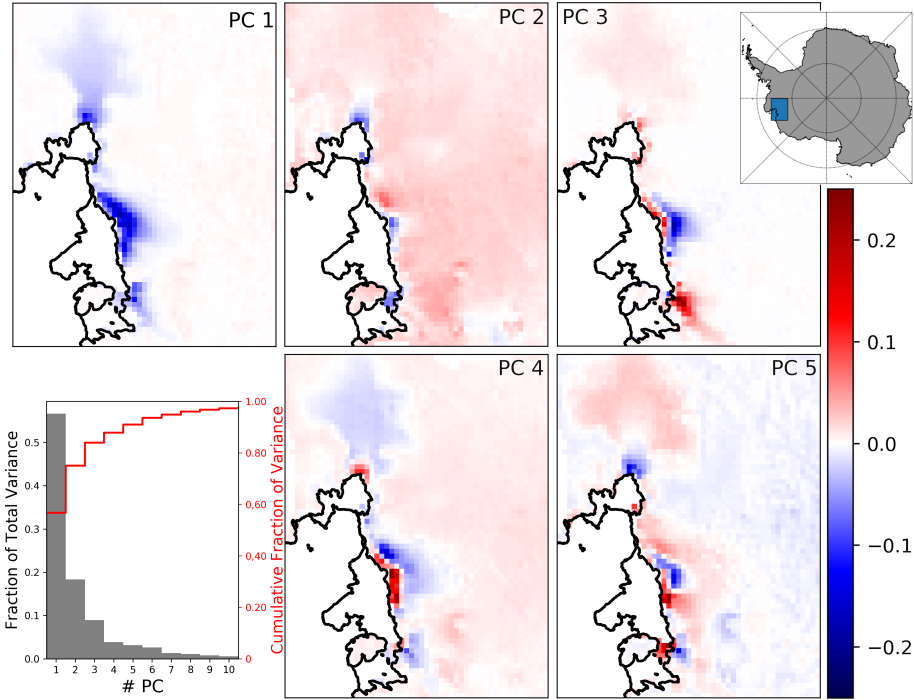 PC 1
PC 2
PC 3
0.2
0.1
0.0
−0.1
−0.2
PC 4
PC 5
Fraction of Total Variance
0.5
0.4
0.3
0.2
0.1
0.0
1 2 3 4 5 6 7 8 9 10
# PC
1.00
0.80
0,60
0,40
0.20
0
Cumulative Fraction of Variance